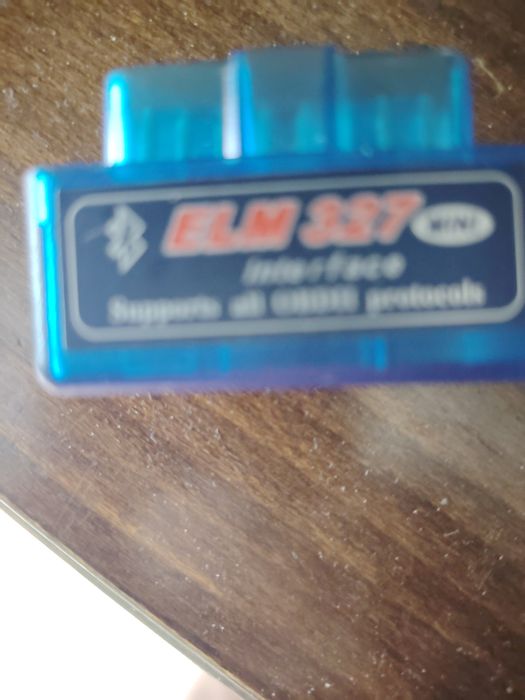 ELM 327 MINI
Interface
Supports all OBDII protocols